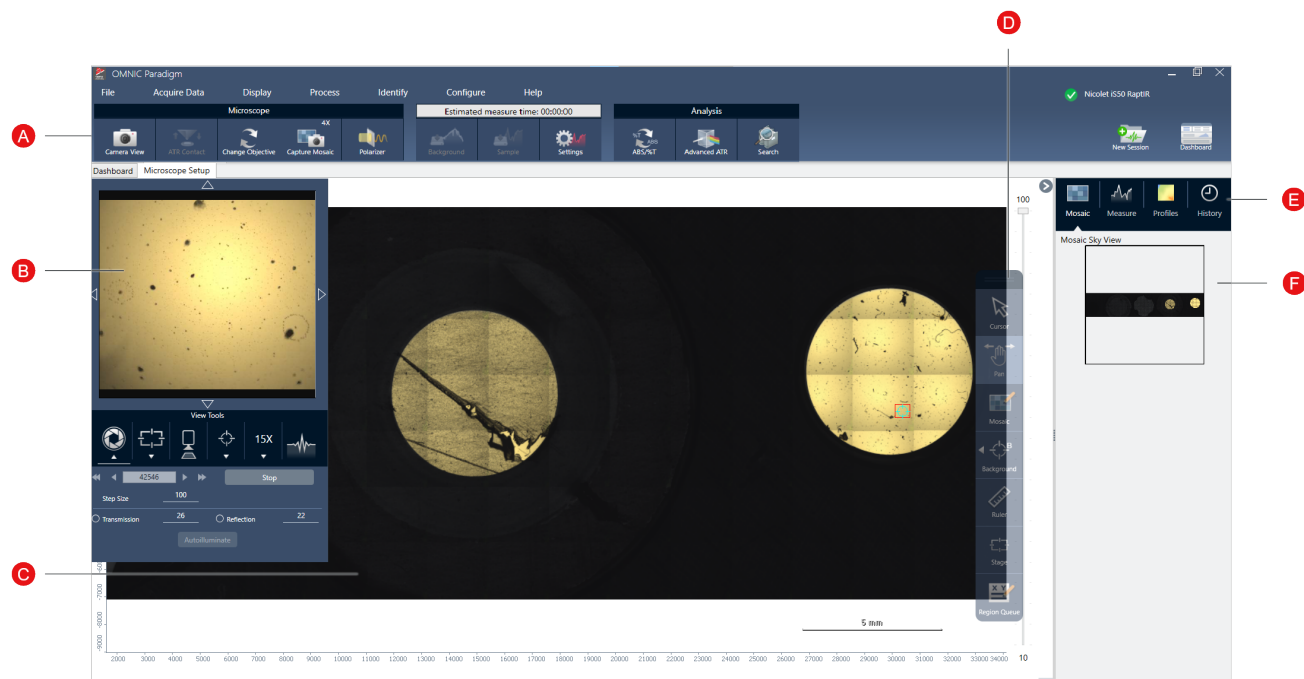 D
OMNIC Paradigm
File Acquire Data Display Process Identify Configure Help
Nicolet iS50 RaptIR
Microscope
Estimated measure time: 00:00:00
Analysis
A
4X
%T
ABS
Camera View
ATR Contact
Change Objective
Capture Mosaic
Polarizer
Background
Sample
Settings
ABS/%T
Advanced ATR
Search
New Session
Dashboard
Dashboard
Microscope Setup
B
100
Mosaic
Measure
Profiles
History
E
Mosaic Sky View
F
Cursor
Pan
Mosaic
B
Background
Ruler
Stage
X Y
Region Queue
View Tools
15X
42546
Stop
Step Size 100
Transmission 26
Reflection 22
Autoilluminate
C
-7000
-8000
-9000
5 mm
2000 3000 4000 5000 6000 7000 8000 9000 10000 11000 12000 13000 14000 15000 16000 17000 18000 19000 20000 21000 22000 23000 24000 25000 26000 27000 28000 29000 30000 31000 32000 33000 34000
10